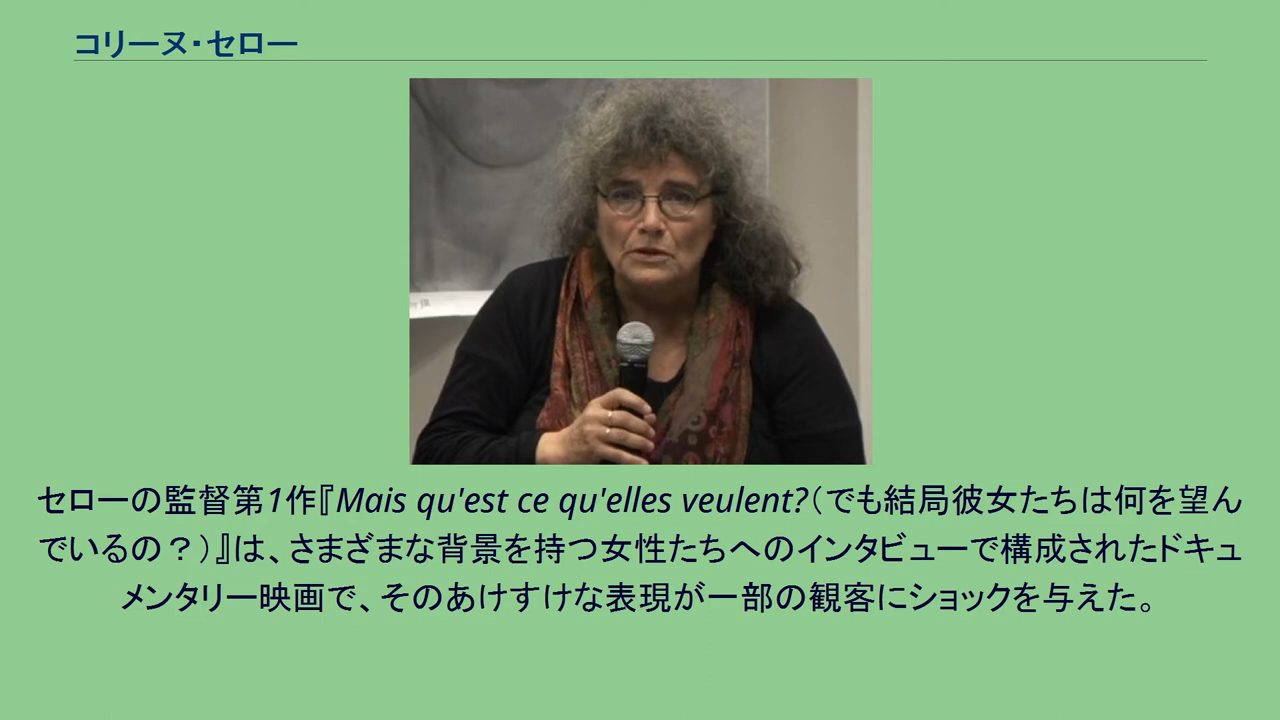 コリーヌ・セロー
by JR
セローの監督第1作『Mais qu'est ce qu'elles veulent?（でも結局彼女たちは何を望ん
でいるの？）』は、さまざまな背景を持つ女性たちへのインタビューで構成されたドキュ
メンタリー映画で、そのあけすけな表現が一部の観客にショックを与えた。